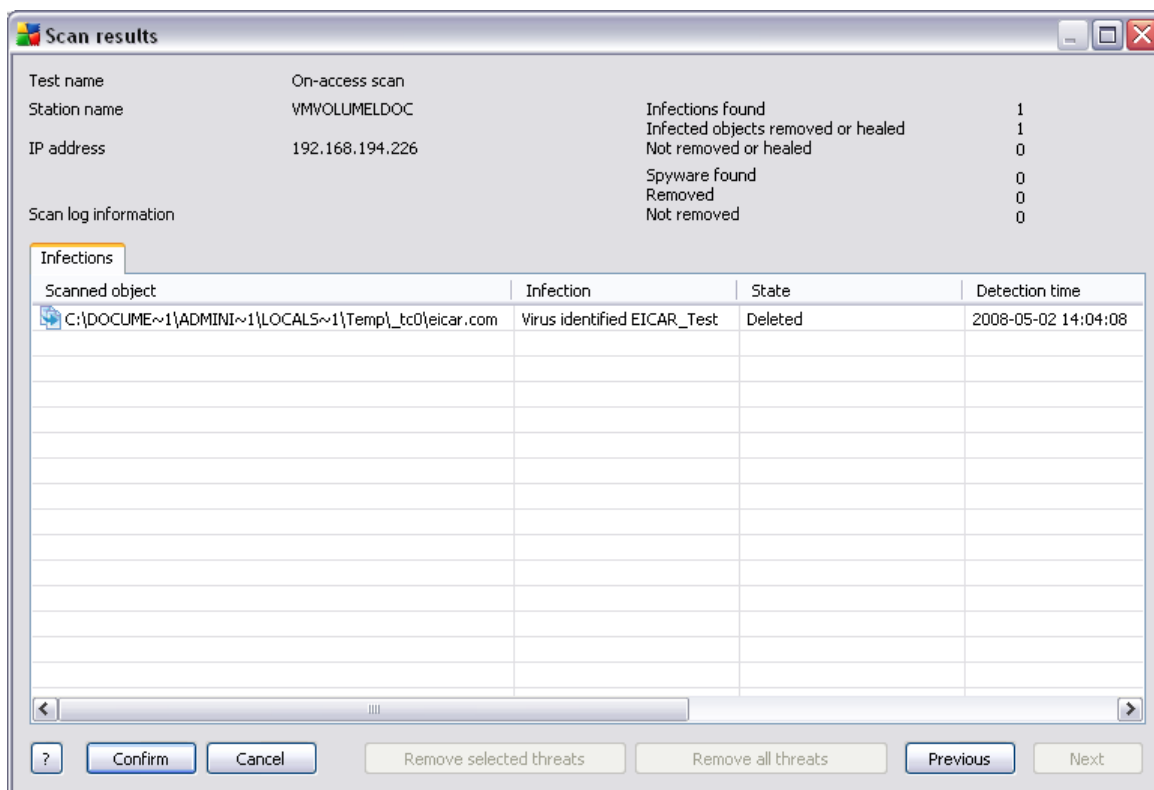 Scan results
Test name On-access scan
Station name VMVOLUMELDOC
IP address 192.168.194.226
Scan log information
Infections found 1
Infected objects removed or healed 1
Not removed or healed 0
Spyware found 0
Removed 0
Not removed 0
Infections
Scanned object Infection State Detection time
C:\DOCUME~1\ADMINI~1\LOCALS~1\Temp\_tc0\eicar.com Virus identified EICAR_Test Deleted 2008-05-02 14:04:08
? Confirm Cancel Remove selected threats Remove all threats Previous Next